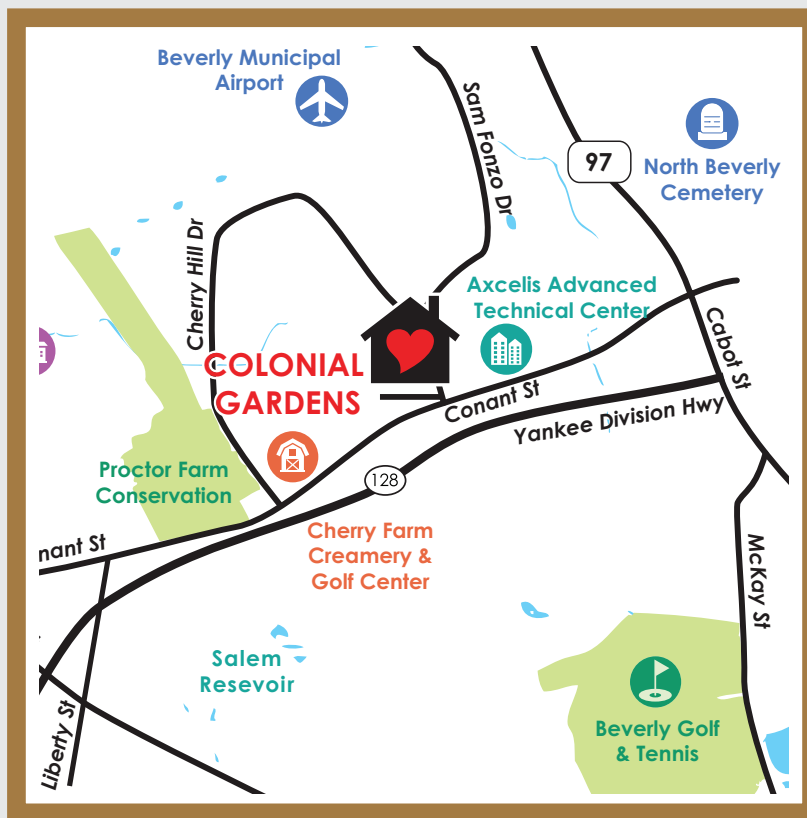 Beverly Municipal
Airport
Sam Fonzo Dr
97
North Beverly
Cemetery
Cherry Hill Dr
Axcelis Advanced
Technical Center
Cabot St
COLONIAL
GARDENS
Conant St
Yankee Division Hwy
Proctor Farm
Conservation
128
Cherry Farm
Creamery &
Golf Center
nant St
McKay St
Salem
Resevoir
Liberty St
Beverly Golf
& Tennis